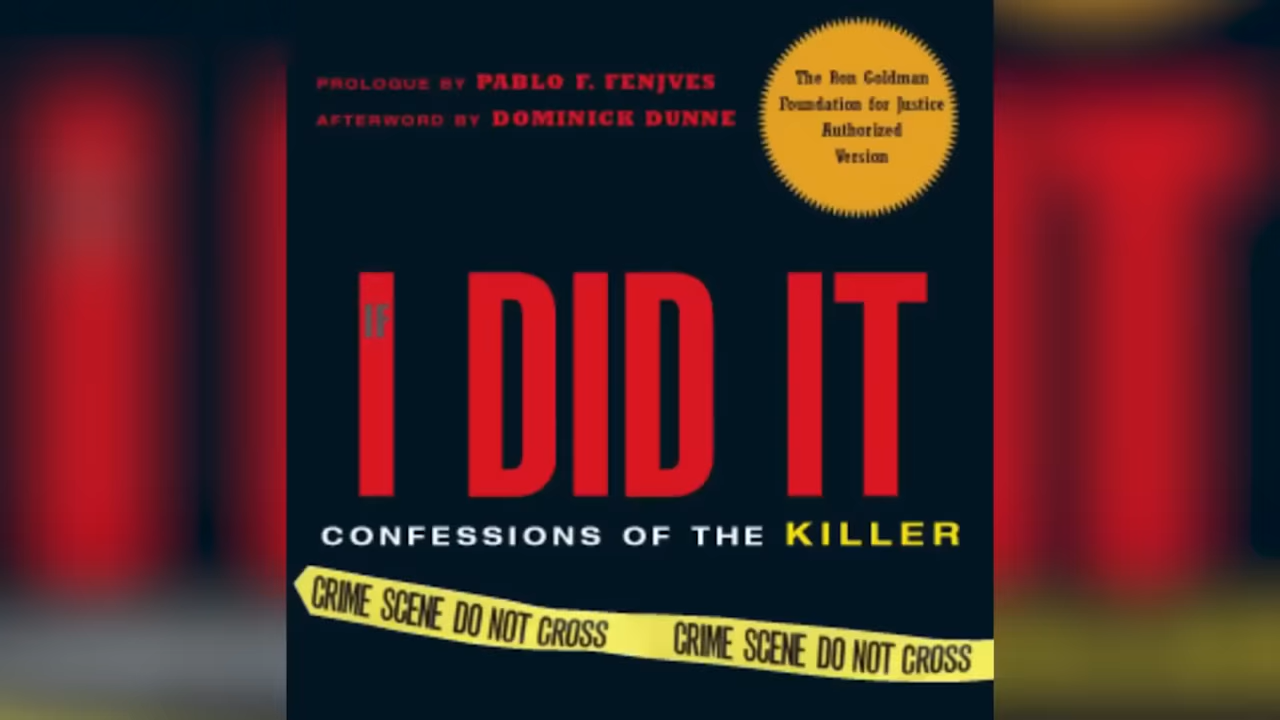 PROLOGUE BY PABLO F. FENJVES
AFTERWORD BY DOMINICK DUNNE
The Ron Goldman
Foundation for Justice
Authorized
Version
IF
I DID IT
CONFESSIONS OF THE KILLER
CRIME SCENE DO NOT CROSS CRIME SCENE DO NOT CROSS